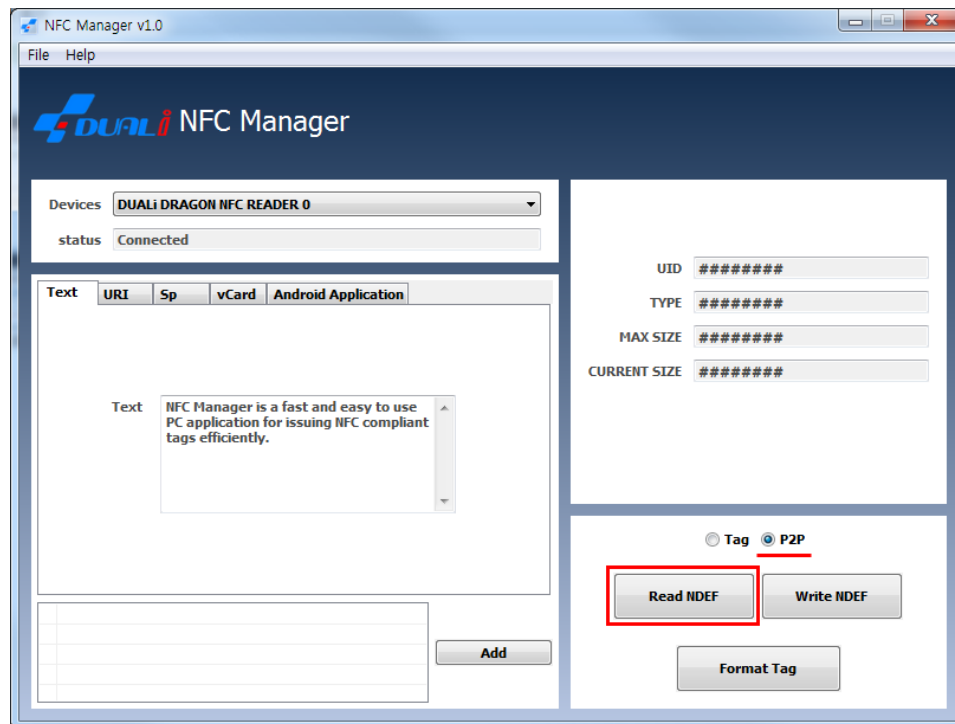 NFC Manager v1.0
File Help
DUALi NFC Manager
Devices DUALi DRAGON NFC READER 0
status Connected
Text URI Sp vCard Android Application
Text NFC Manager is a fast and easy to use
PC application for issuing NFC compliant
tags efficiently.
Add
UID ########
TYPE ########
MAX SIZE ########
CURRENT SIZE ########
Tag P2P
Read NDEF Write NDEF
Format Tag